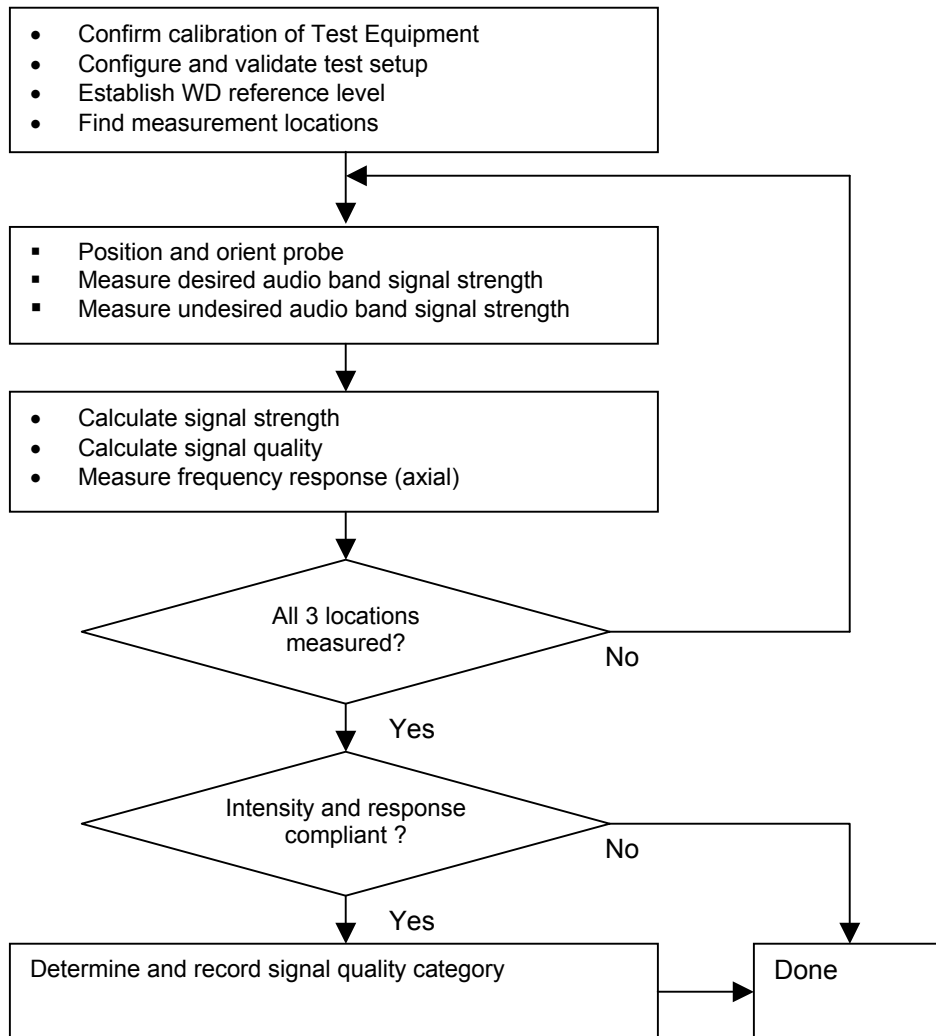 • Confirm calibration of Test Equipment
• Configure and validate test setup
• Establish WD reference level
• Find measurement locations
▪ Position and orient probe
▪ Measure desired audio band signal strength
▪ Measure undesired audio band signal strength
• Calculate signal strength
• Calculate signal quality
• Measure frequency response (axial)
All 3 locations
measured?
No
Yes
Intensity and response
compliant ?
No
Yes
Determine and record signal quality category
Done